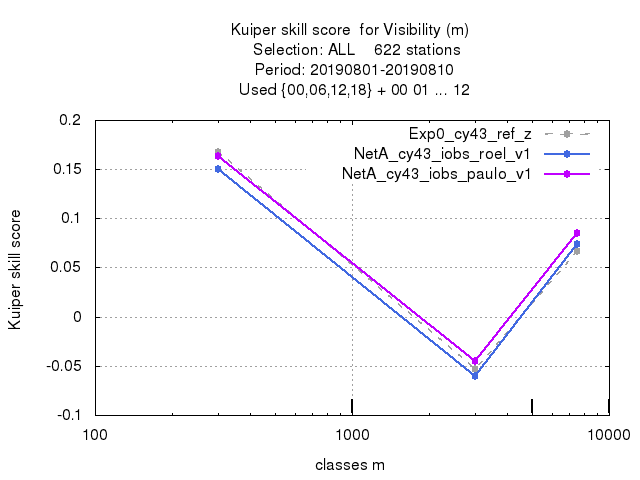 Kuiper skill score  for Visibility (m)
Selection: ALL    622 stations
Period: 20190801-20190810
Used {00,06,12,18} + 00 01 ... 12
Exp0_cy43_ref_z
NetA_cy43_iobs_roel_v1
NetA_cy43_iobs_paulo_v1
0.2
0.15
0.1
0.05
0
-0.05
-0.1
Kuiper skill score
100
1000
10000
classes m